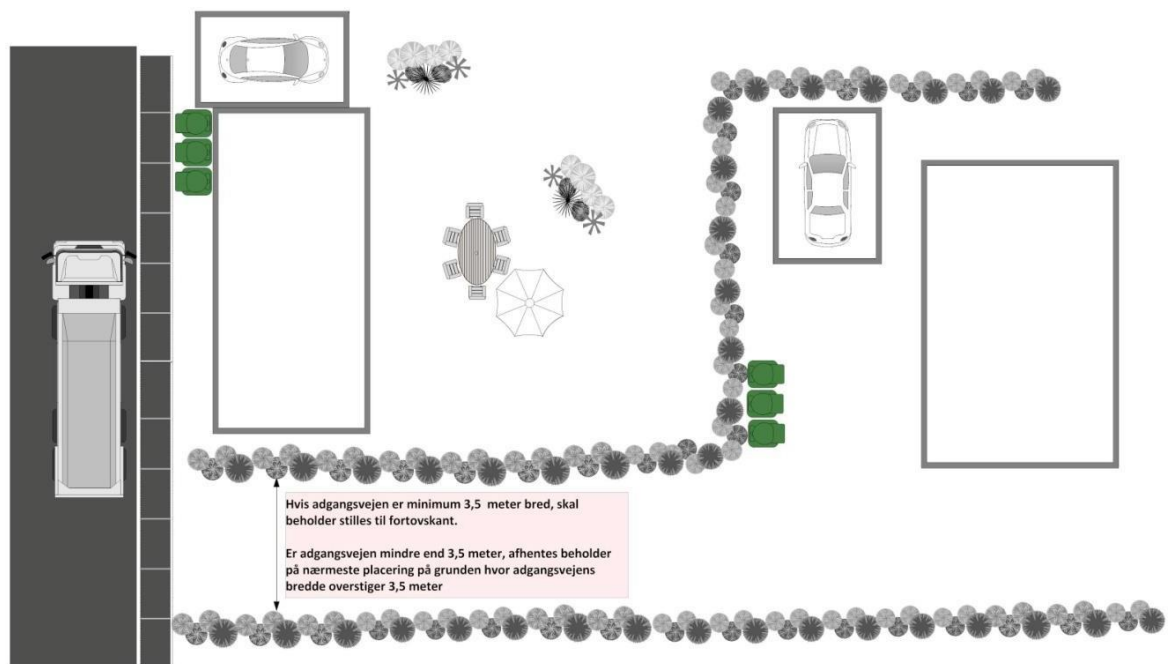 Hvis adgangsvejen er minimum 3,5 meter bred, skal
beholder stilles til fortovskant.
Er adgangsvejen mindre end 3,5 meter, afhentes beholder
på nærmeste placering på grunden hvor adgangsvejens
bredde overstiger 3,5 meter